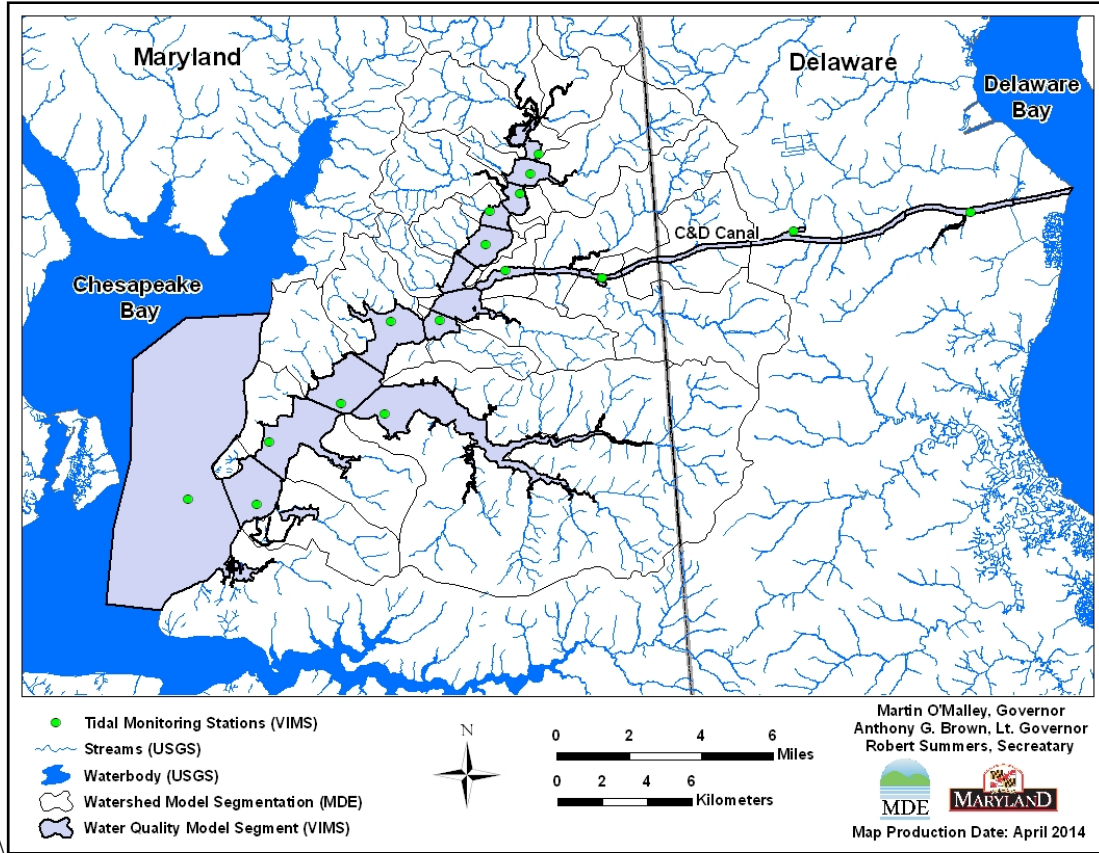 Maryland
Delaware
Delaware
Bay
C&D Canal
Chesapeake
Bay
Tidal Monitoring Stations (VIMS)
Streams (USGS)
Waterbody (USGS)
Watershed Model Segmentation (MDE)
Water Quality Model Segment (VIMS)
N
0 2 4 6
Miles
0 2 4 6
Kilometers
Martin O'Malley, Governor
Anthony G. Brown, Lt. Governor
Robert Summers, Secreatary
MDE
MARYLAND
Map Production Date: April 2014